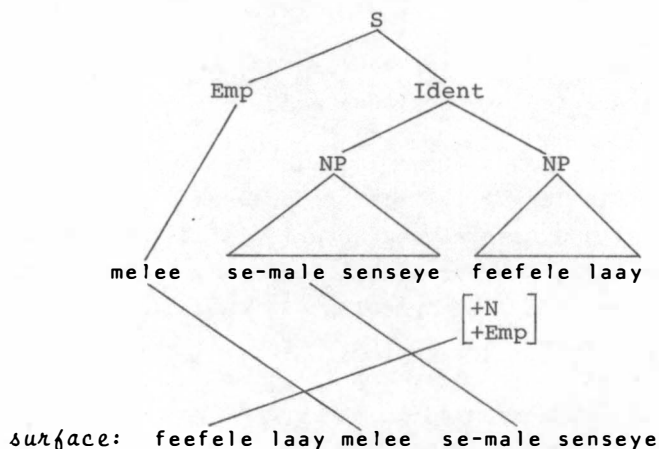 S
Emp Ident
NP NP
melee se-male senseye feefele laay
[+N
+Emp]
surface: feefele laay melee se-male senseye